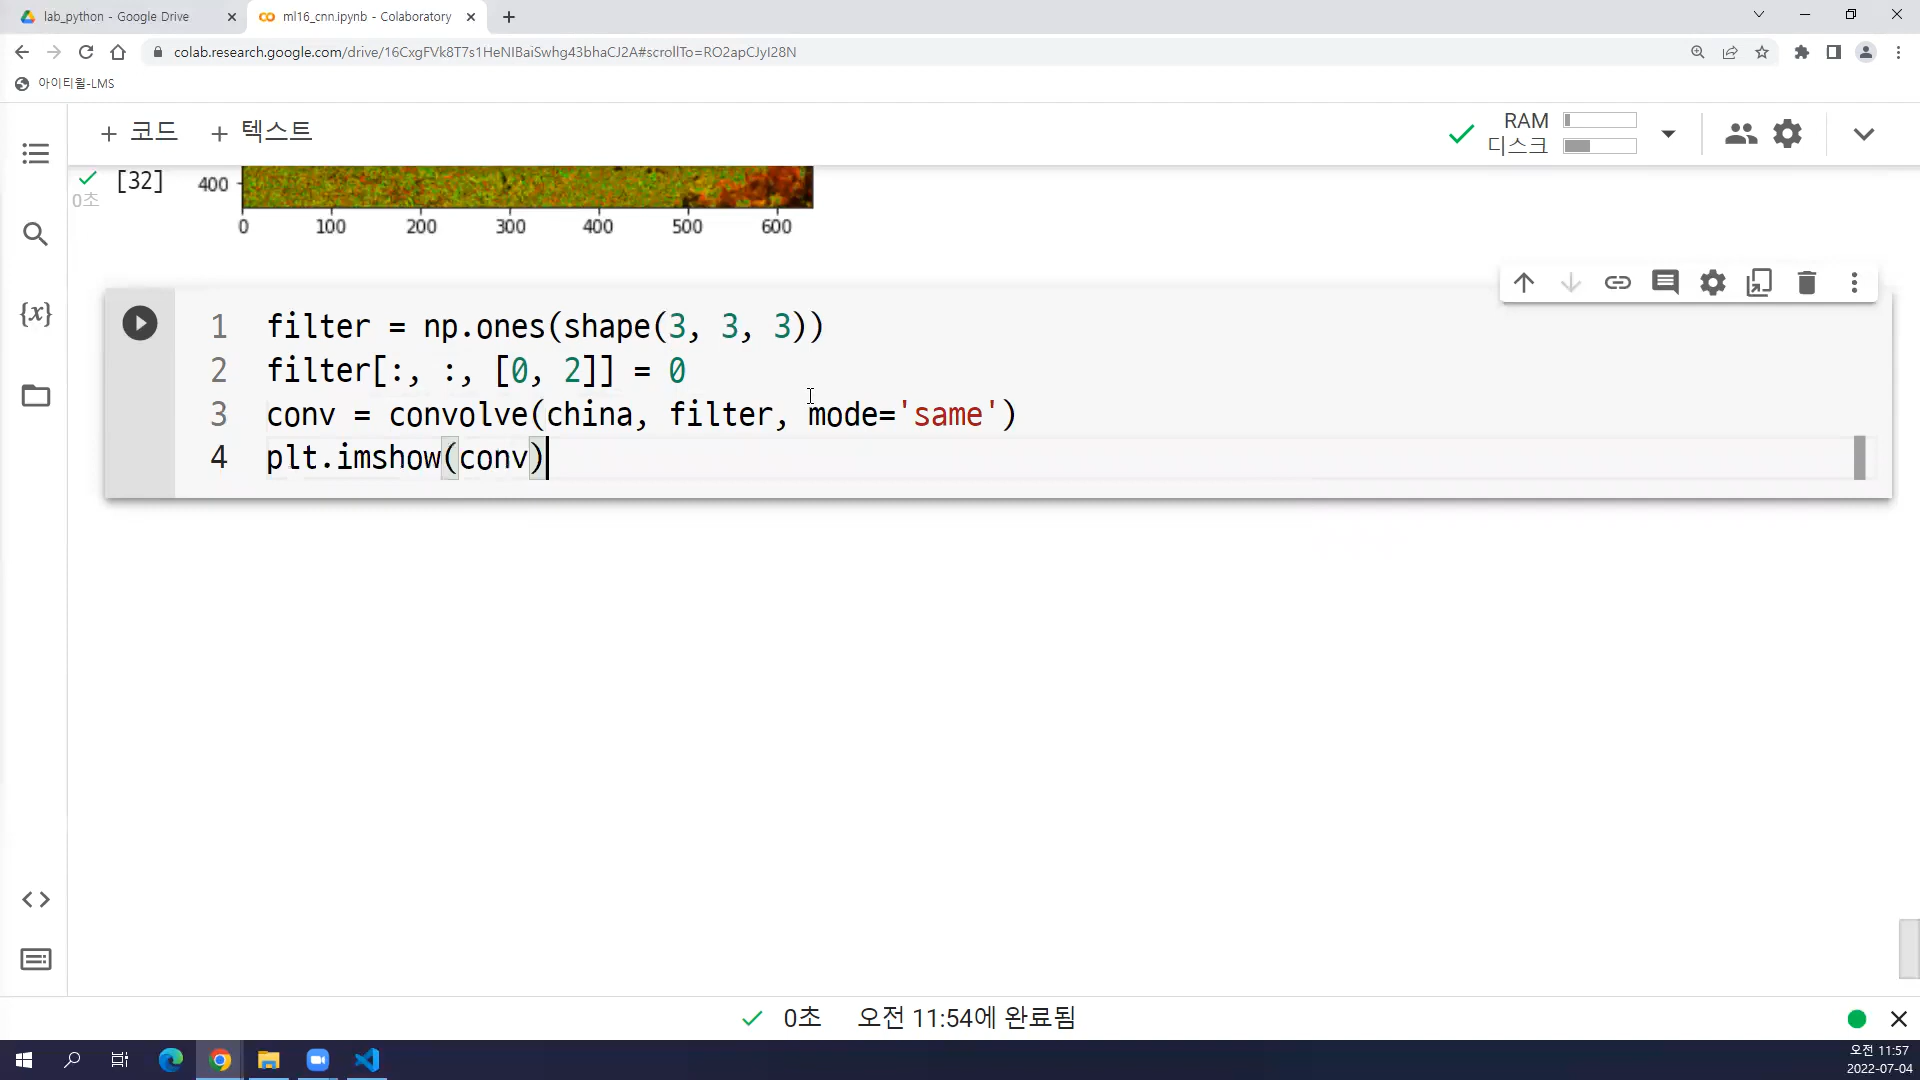 lab_python - Google Drive
ml16_cnn.ipynb - Colaboratory
colab.research.google.com/drive/16CxgFVk8T7s1HeNIBaiSwhg43bhaCJ2A#scrollTo=RO2apCJyI28N
아이티윌-LMS
+ 코드
+ 텍스트
RAM
디스크
[32]
0초
400
0 100 200 300 400 500 600
{x}
1 filter = np.ones(shape(3, 3, 3))
2 filter[:, :, [0, 2]] = 0
3 conv = convolve(china, filter, mode='same')
4 plt.imshow(conv)
0초 오전 11:54에 완료됨
오전 11:57
2022-07-04